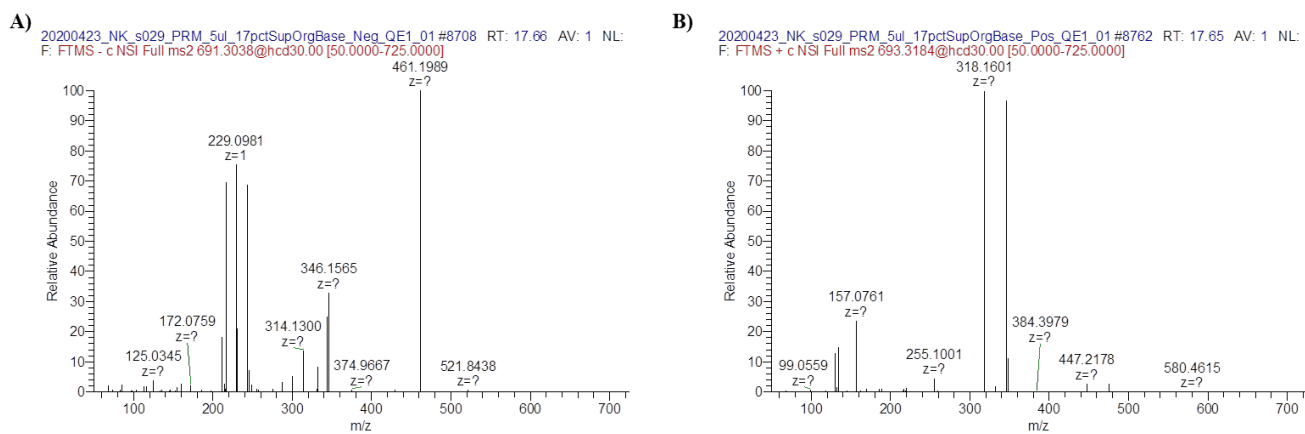 A)
20200423_NK_s029_PRM_5ul_17pctSupOrgBase_Neg_QE1_01 #8708 RT: 17.66 AV: 1 NL:
F: FTMS - c NSI Full ms2 691.3038@hcd30.00 [50.0000-725.0000]
461.1989
z=?
229.0981
z=1
346.1565
z=?
314.1300
z=?
172.0759
z=?
125.0345
z=?
374.9667
z=?
521.8438
z=?
100
90
80
70
60
50
40
30
20
10
0
Relative Abundance
100 200 300 400 500 600 700
m/z
B)
20200423_NK_s029_PRM_5ul_17pctSupOrgBase_Pos_QE1_01 #8762 RT: 17.65 AV: 1 NL:
F: FTMS + c NSI Full ms2 693.3184@hcd30.00 [50.0000-725.0000]
318.1601
z=?
157.0761
z=?
384.3979
z=?
99.0559
z=?
255.1001
z=?
447.2178
z=?
580.4615
z=?
100
90
80
70
60
50
40
30
20
10
0
Relative Abundance
100 200 300 400 500 600 700
m/z